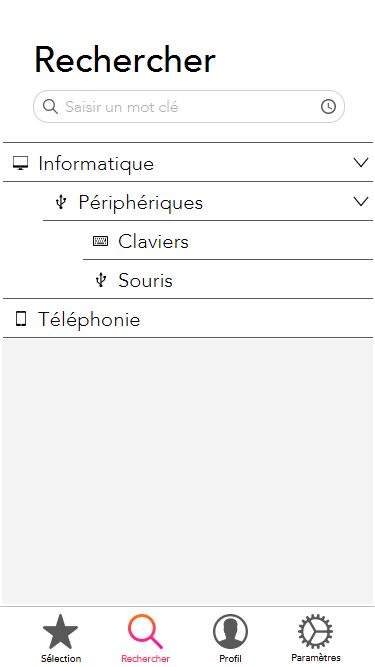 Rechercher
Saisir un mot clé
Informatique
Périphériques
Claviers
Souris
Téléphonie
Sélection Rechercher Profil Paramètres